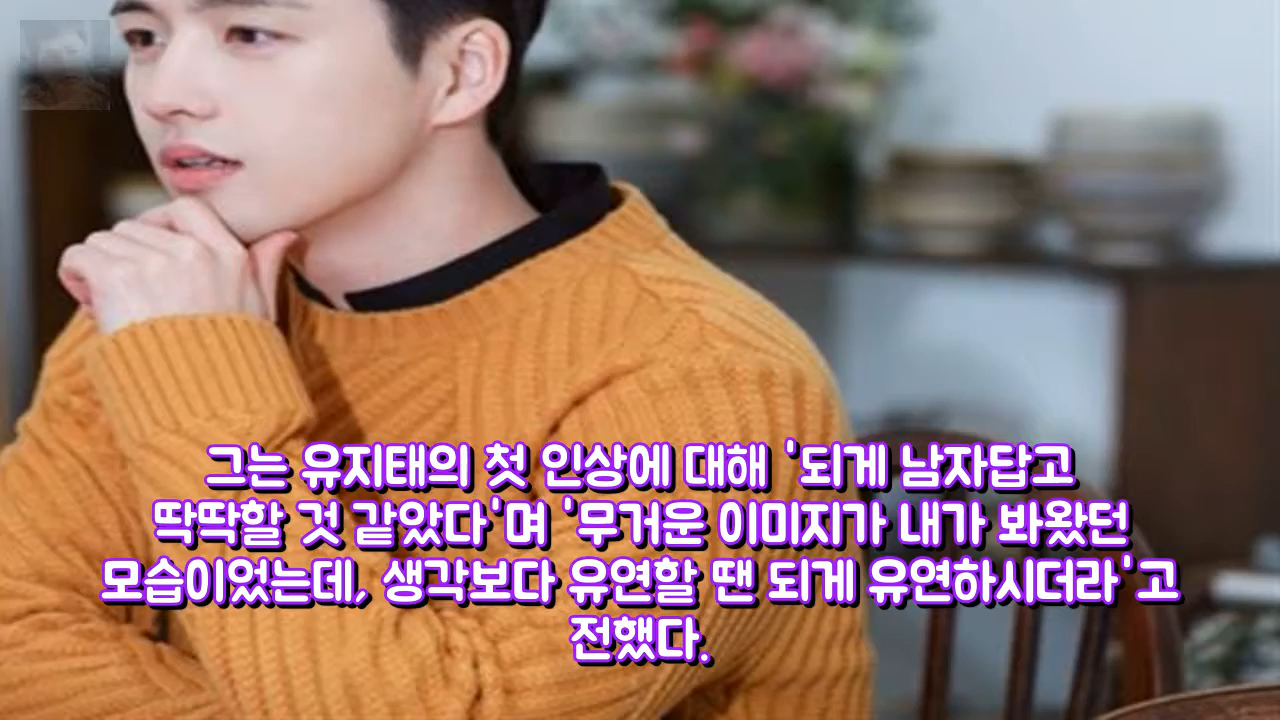 그는 유지태의 첫 인상에 대해 '되게 남자답고
딱딱할 것 같았다'며 '무거운 이미지가 내가 봐왔던
모습이었는데, 생각보다 유연할 땐 되게 유연하시더라'고
전했다.